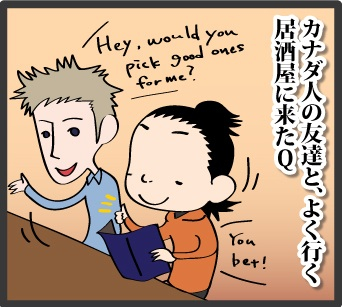 カナダ人の友達と、よく行く
居酒屋に来たQ
Hey, would you
pick good ones
for me?
You
bet!